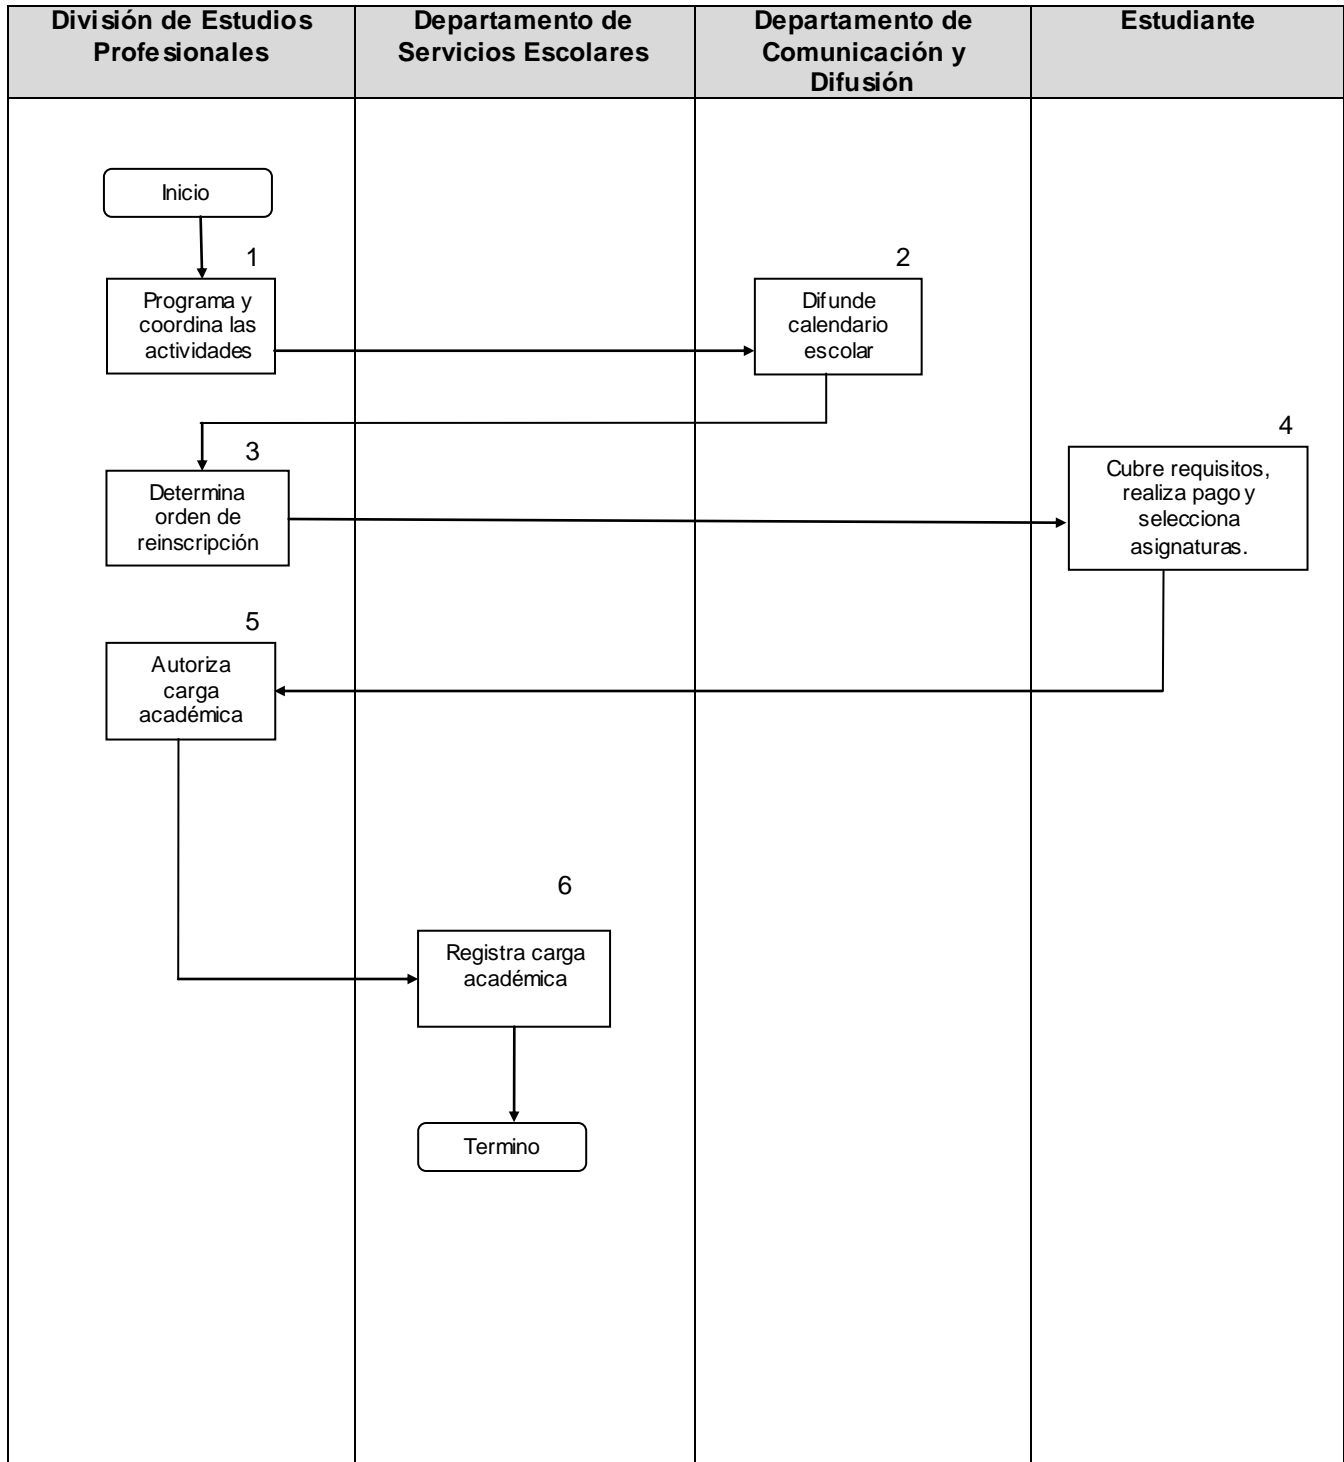 División de Estudios
Profesionales
Departamento de
Servicios Escolares
Departamento de
Comunicación y
Difusión
Estudiante
Inicio
1
Programa y
coordina las
actividades
2
Difunde
calendario
escolar
3
Determina
orden de
reinscripción
4
Cubre requisitos,
realiza pago y
selecciona
asignaturas.
5
Autoriza
carga
académica
6
Registra carga
académica
Termino